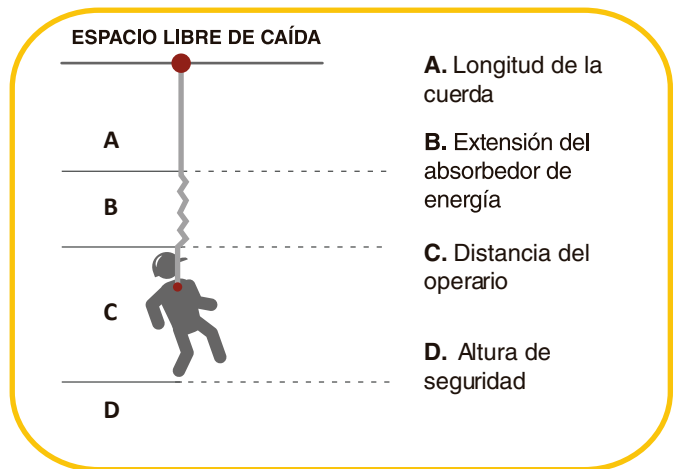 ESPACIO LIBRE DE CAÍDA
A
B
C
D
A. Longitud de la
cuerda
B. Extensión del
absorbedor de
energía
C. Distancia del
operario
D. Altura de
seguridad